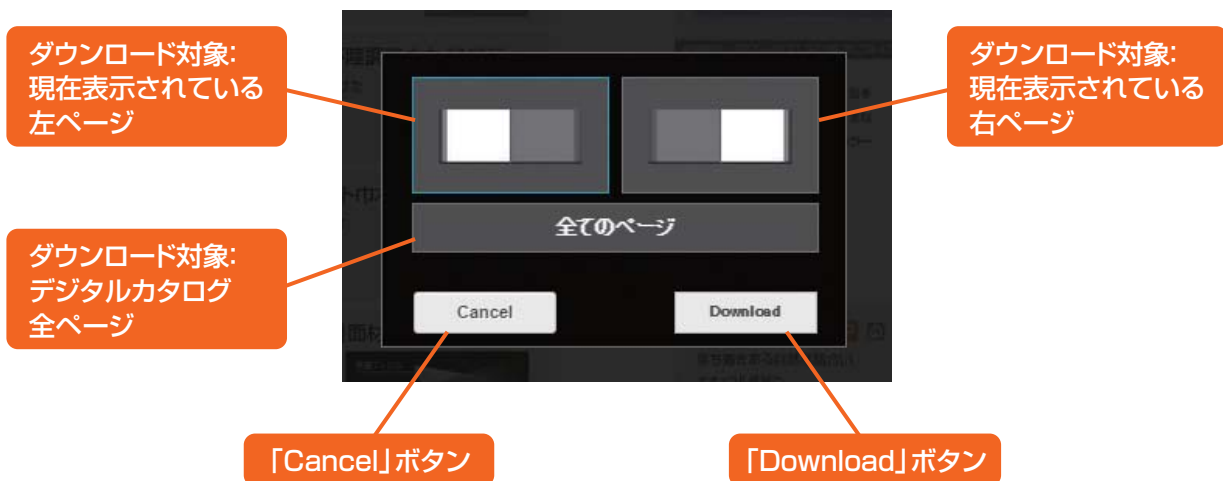 ダウンロード対象:
現在表示されている
左ページ
ダウンロード対象:
現在表示されている
右ページ
全てのページ
ダウンロード対象:
デジタルカタログ
全ページ
Cancel
Download
「Cancel」ボタン
「Download」ボタン